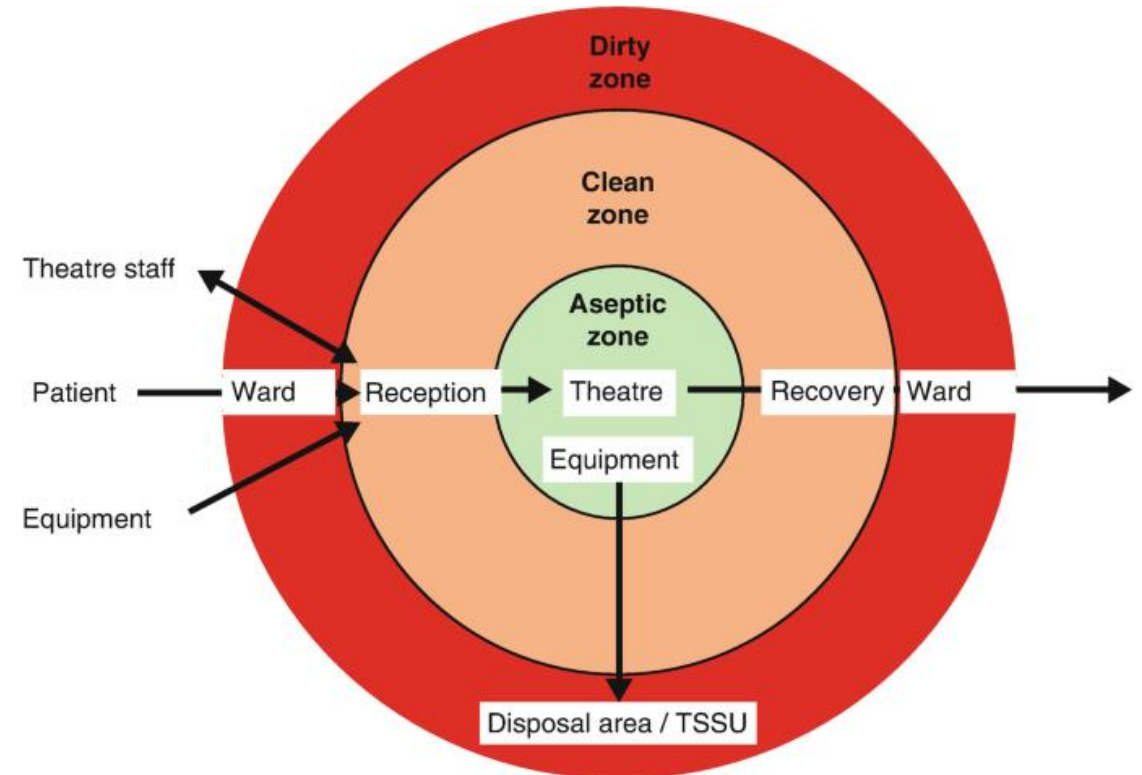 Dirty
zone
Clean
zone
Theatre staff
Aseptic
zone
Patient
Ward
Reception
Theatre
Recovery
Ward
Equipment
Equipment
Disposal area / TSSU